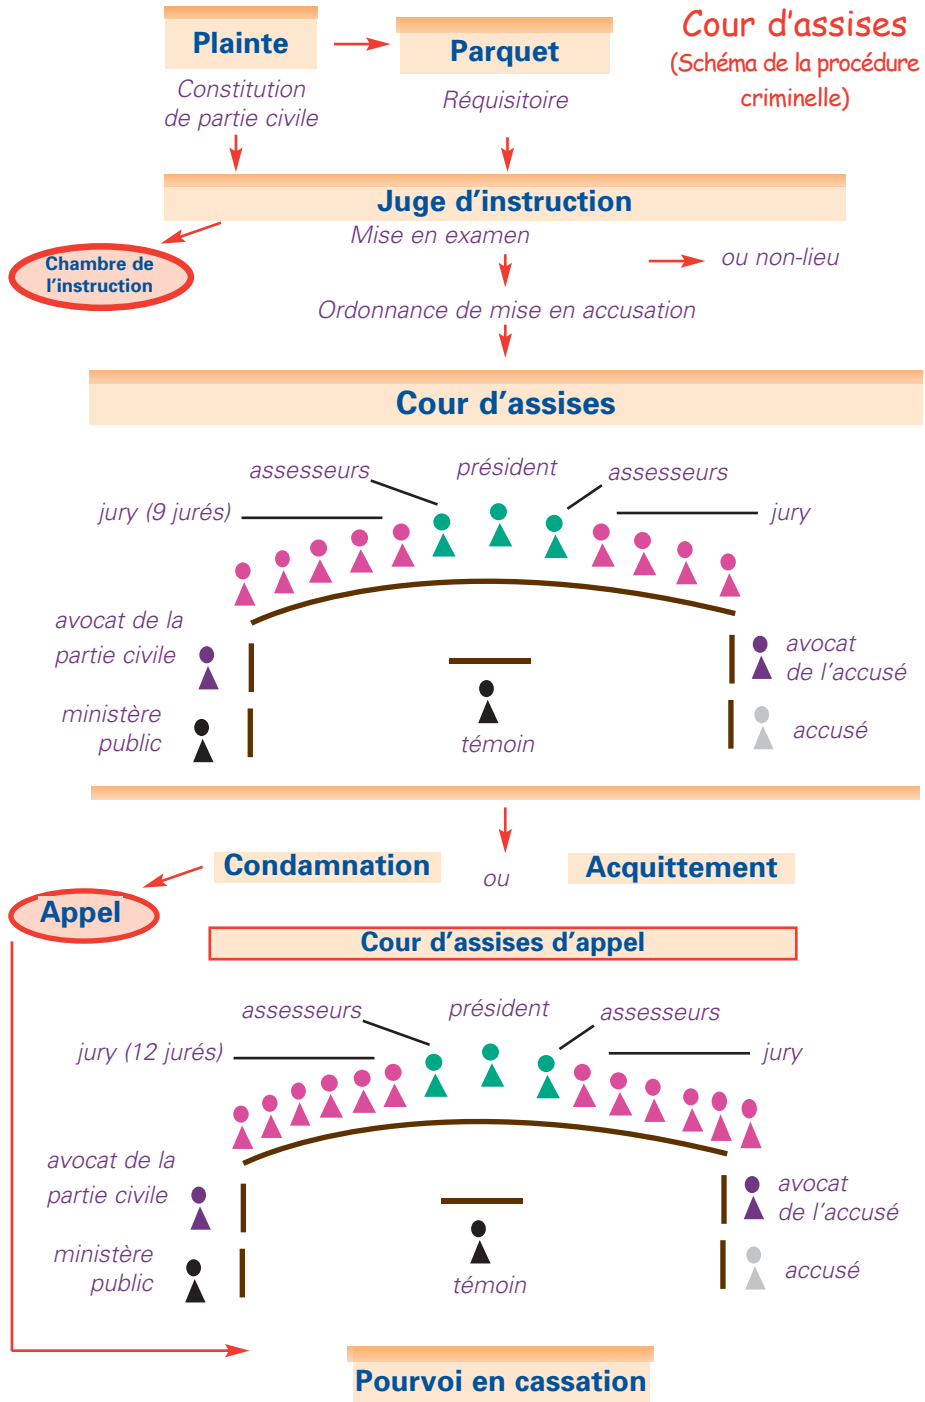 Cour d'assises
(Schéma de la procédure
criminelle)
Plainte
Parquet
Constitution
de partie civile
Réquisitoire
Juge d'instruction
Mise en examen
Chambre de
l'instruction
ou non-lieu
Ordonnance de mise en accusation
Cour d'assises
assesseurs
président
assesseurs
jury (9 jurés)
jury
avocat de la
partie civile
avocat
de l'accusé
ministère
public
témoin
accusé
Condamnation
ou
Acquittement
Appel
Cour d'assises d'appel
assesseurs
président
assesseurs
jury (12 jurés)
jury
avocat de la
partie civile
avocat
de l'accusé
ministère
public
témoin
accusé
Pourvoi en cassation